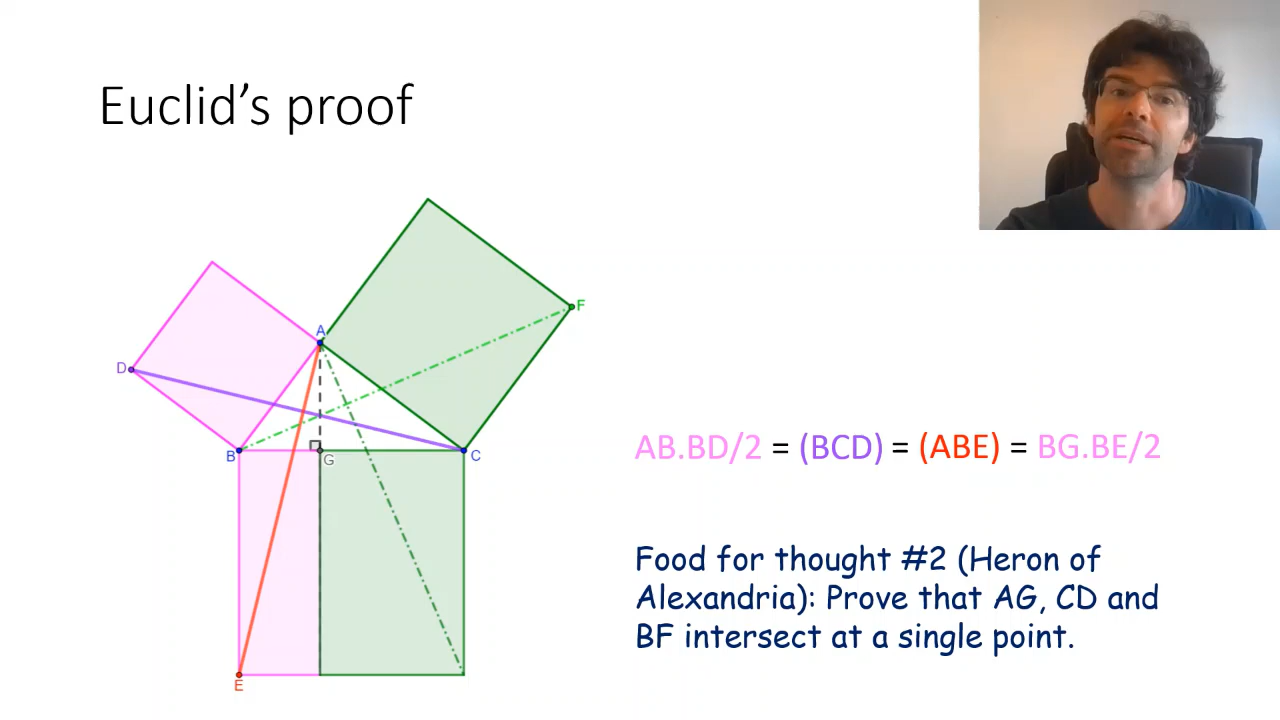 Euclid's proof
A
F
D
B
G
C
AB.BD/2 = (BCD) = (ABE) = BG.BE/2
Food for thought #2 (Heron of
Alexandria): Prove that AG, CD and
BF intersect at a single point.
E